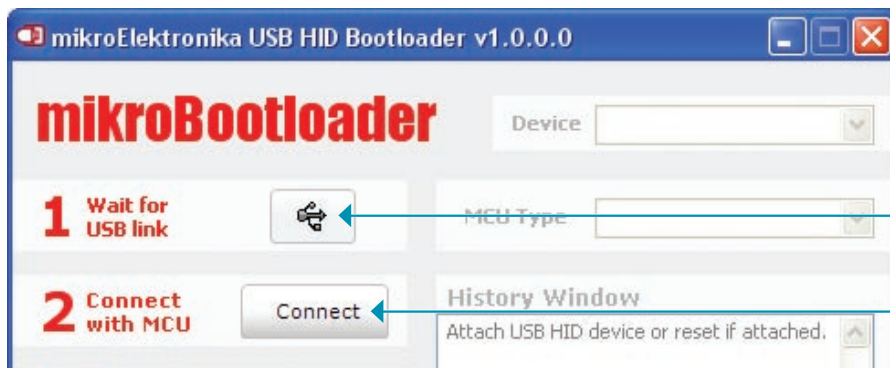 mikroElektronika USB HID Bootloader v1.0.0.0
mikroBootloader
Device
1 Wait for
USB link
MCU Type
2 Connect
with MCU
Connect
History Window
Attach USB HID device or reset if attached.